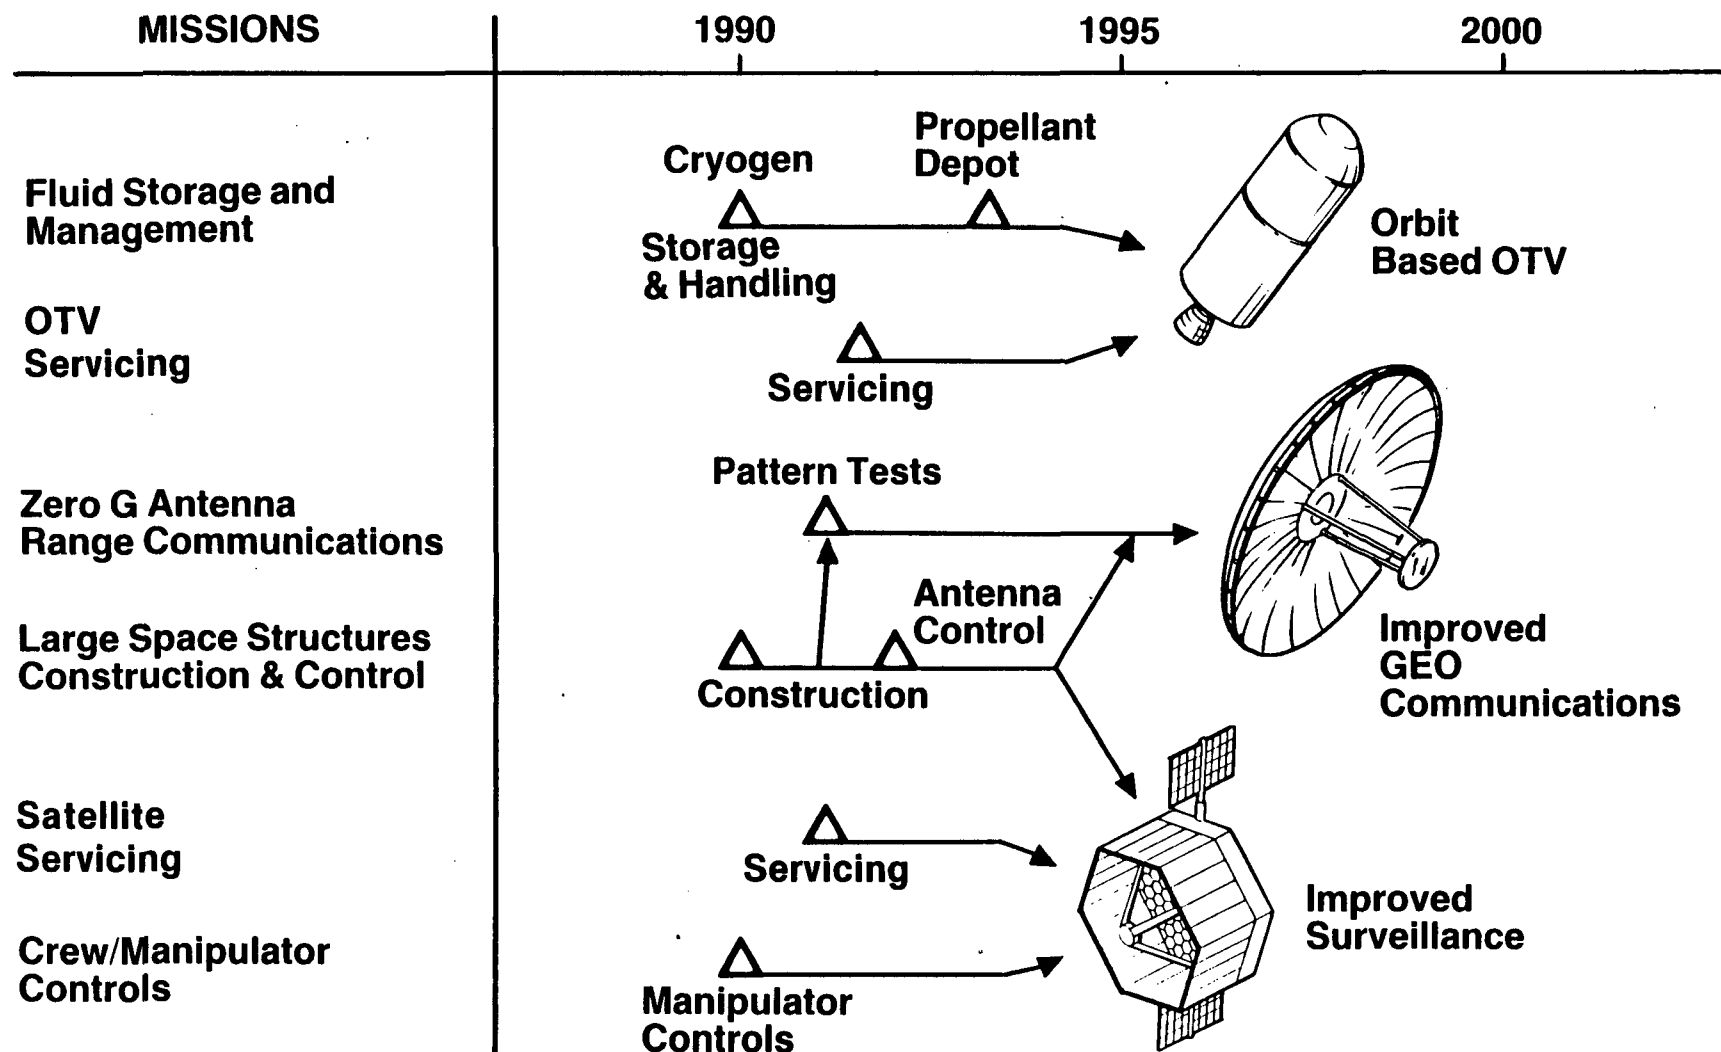 MISSIONS
1990
1995
2000
Fluid Storage and
Management
Cryogen
Storage
& Handling
Propellant
Depot
Orbit
Based OTV
OTV
Servicing
Servicing
Zero G Antenna
Range Communications
Pattern Tests
Improved
GEO
Communications
Large Space Structures
Construction & Control
Construction
Antenna
Control
Satellite
Servicing
Servicing
Improved
Surveillance
Crew/Manipulator
Controls
Manipulator
Controls